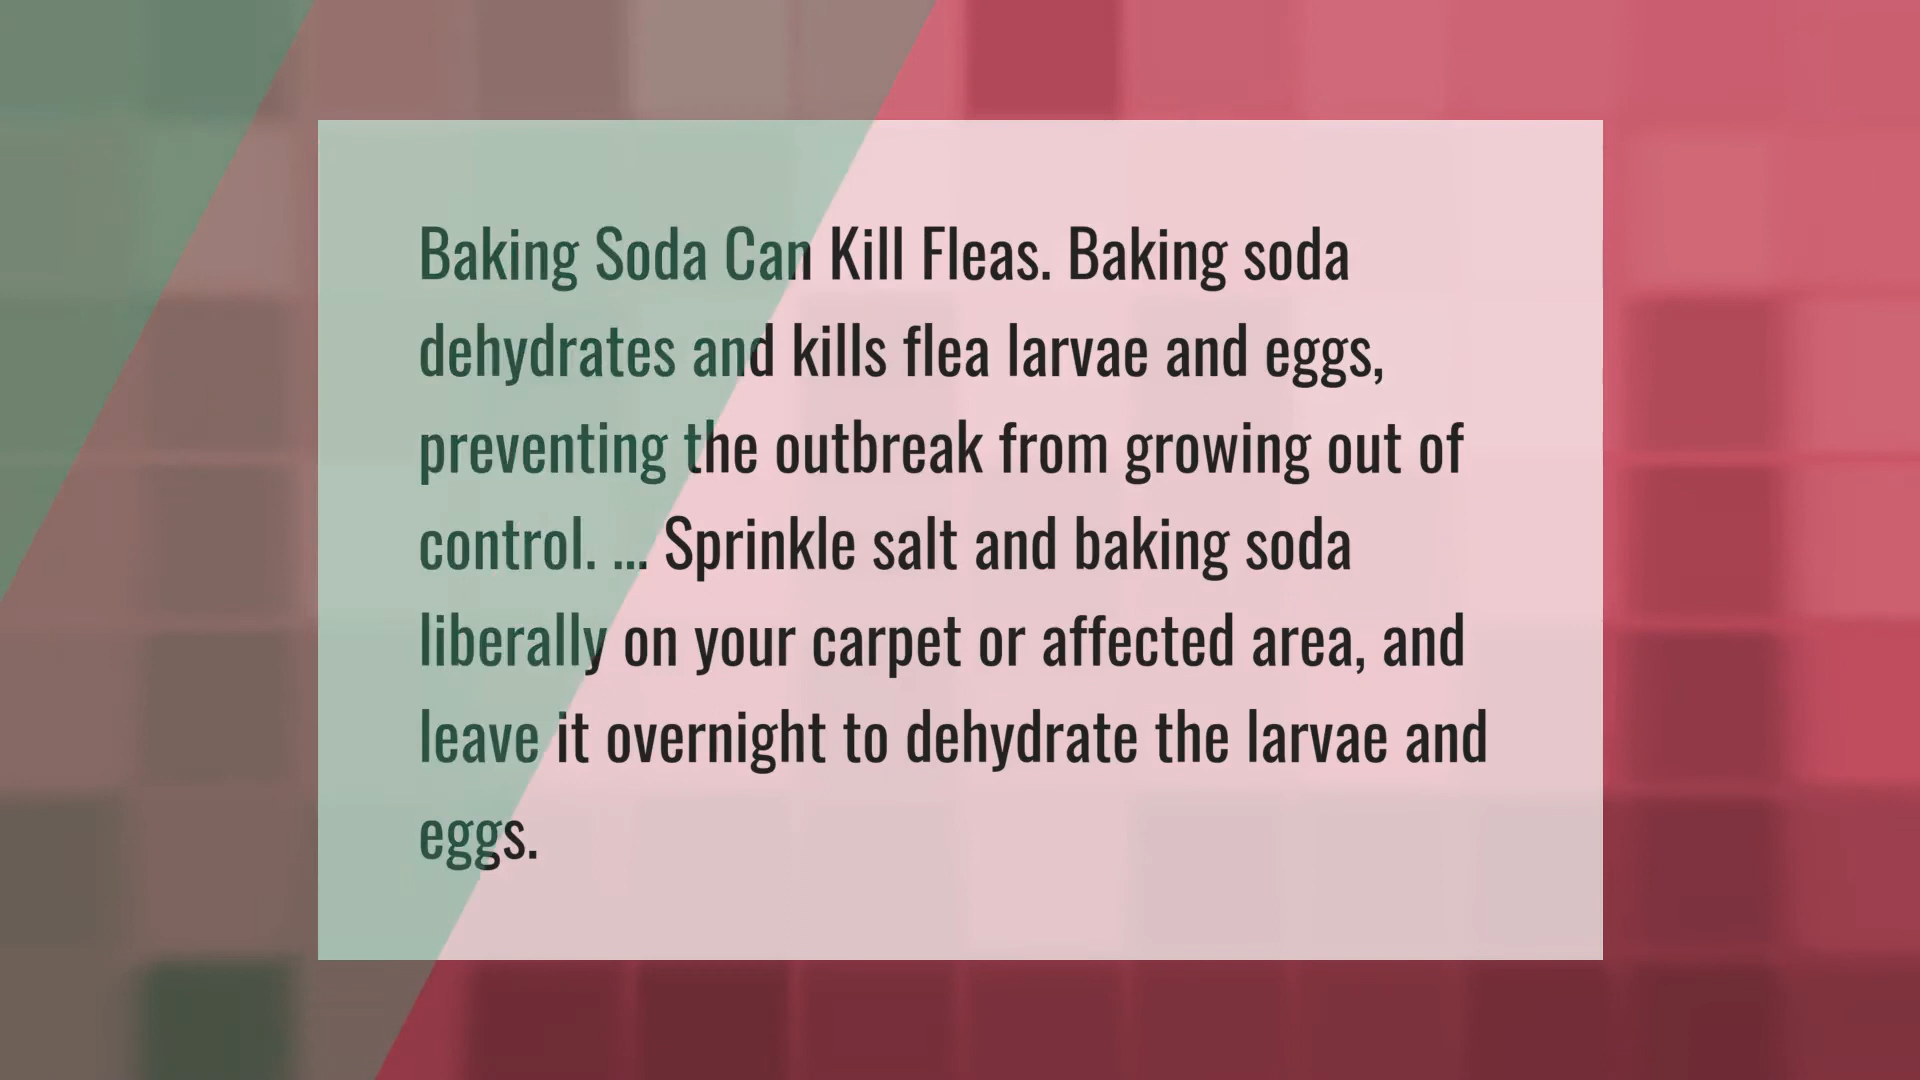 Baking Soda Can Kill Fleas. Baking soda
dehydrates and kills flea larvae and eggs,
preventing the outbreak from growing out of
control. ... Sprinkle salt and baking soda
liberally on your carpet or affected area, and
leave it overnight to dehydrate the larvae and
eggs.